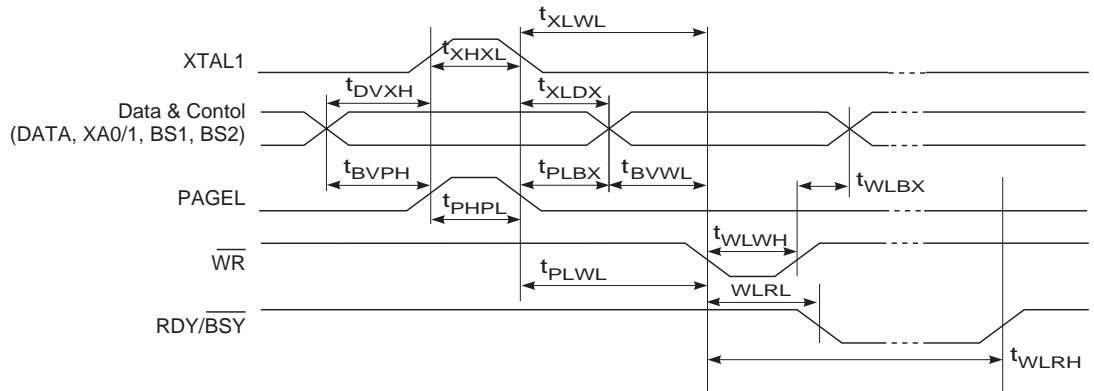 tXLWL
XTAL1
tXHXL
tDVXH
tXLDX
Data & Contol
(DATA, XA0/1, BS1, BS2)
tBVPH
tPLBX
tBVWL
tWLBX
PAGEL
tPHPL
tWLWH
WR
tPLWL
WLRL
RDY/BSY
tWLRH